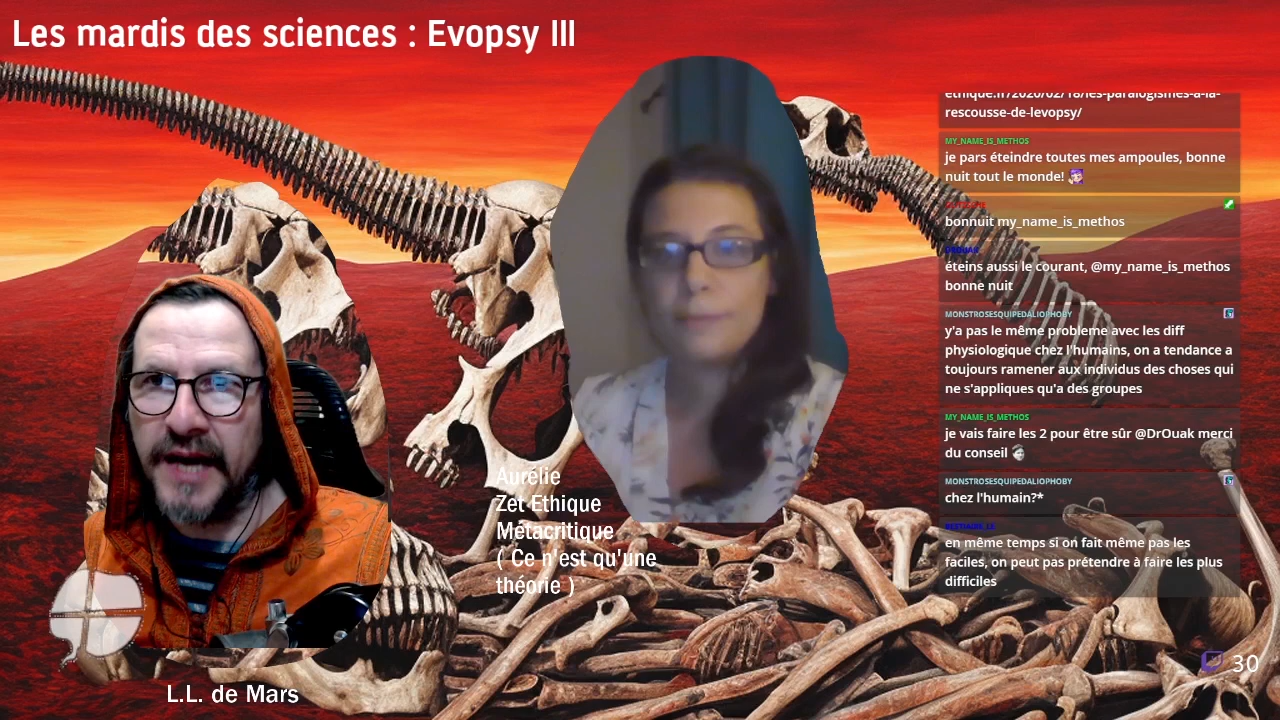 Les mardis des sciences : Evopsy III
ethique.fr/2020/02/18/les-paralogismes-a-la-
rescousse-de-levopsy/
MY_NAME_IS_METHOS
je pars éteindre toutes mes ampoules, bonne
nuit tout le monde!
bonnuit my_name_is_methos
éteins aussi le courant, @my_name_is_methos
bonne nuit
MONSTROSESQUIPEDALIOPHOBY
y'a pas le même probleme avec les diff
physiologique chez l'humains, on a tendance a
toujours ramener aux individus des choses qui
ne s'appliques qu'a des groupes
MY_NAME_IS_METHOS
je vais faire les 2 pour être sûr @DrOuak merci
du conseil
MONSTROSESQUIPEDALIOPHOBY
chez l'humain?*
BESTIAIRE_LE
en même temps si on fait même pas les
faciles, on peut pas prétendre à faire les plus
difficiles
Aurélie
Zet-Ethique
Métacritique
( Ce n'est qu'une
théorie )
30
L.L. de Mars